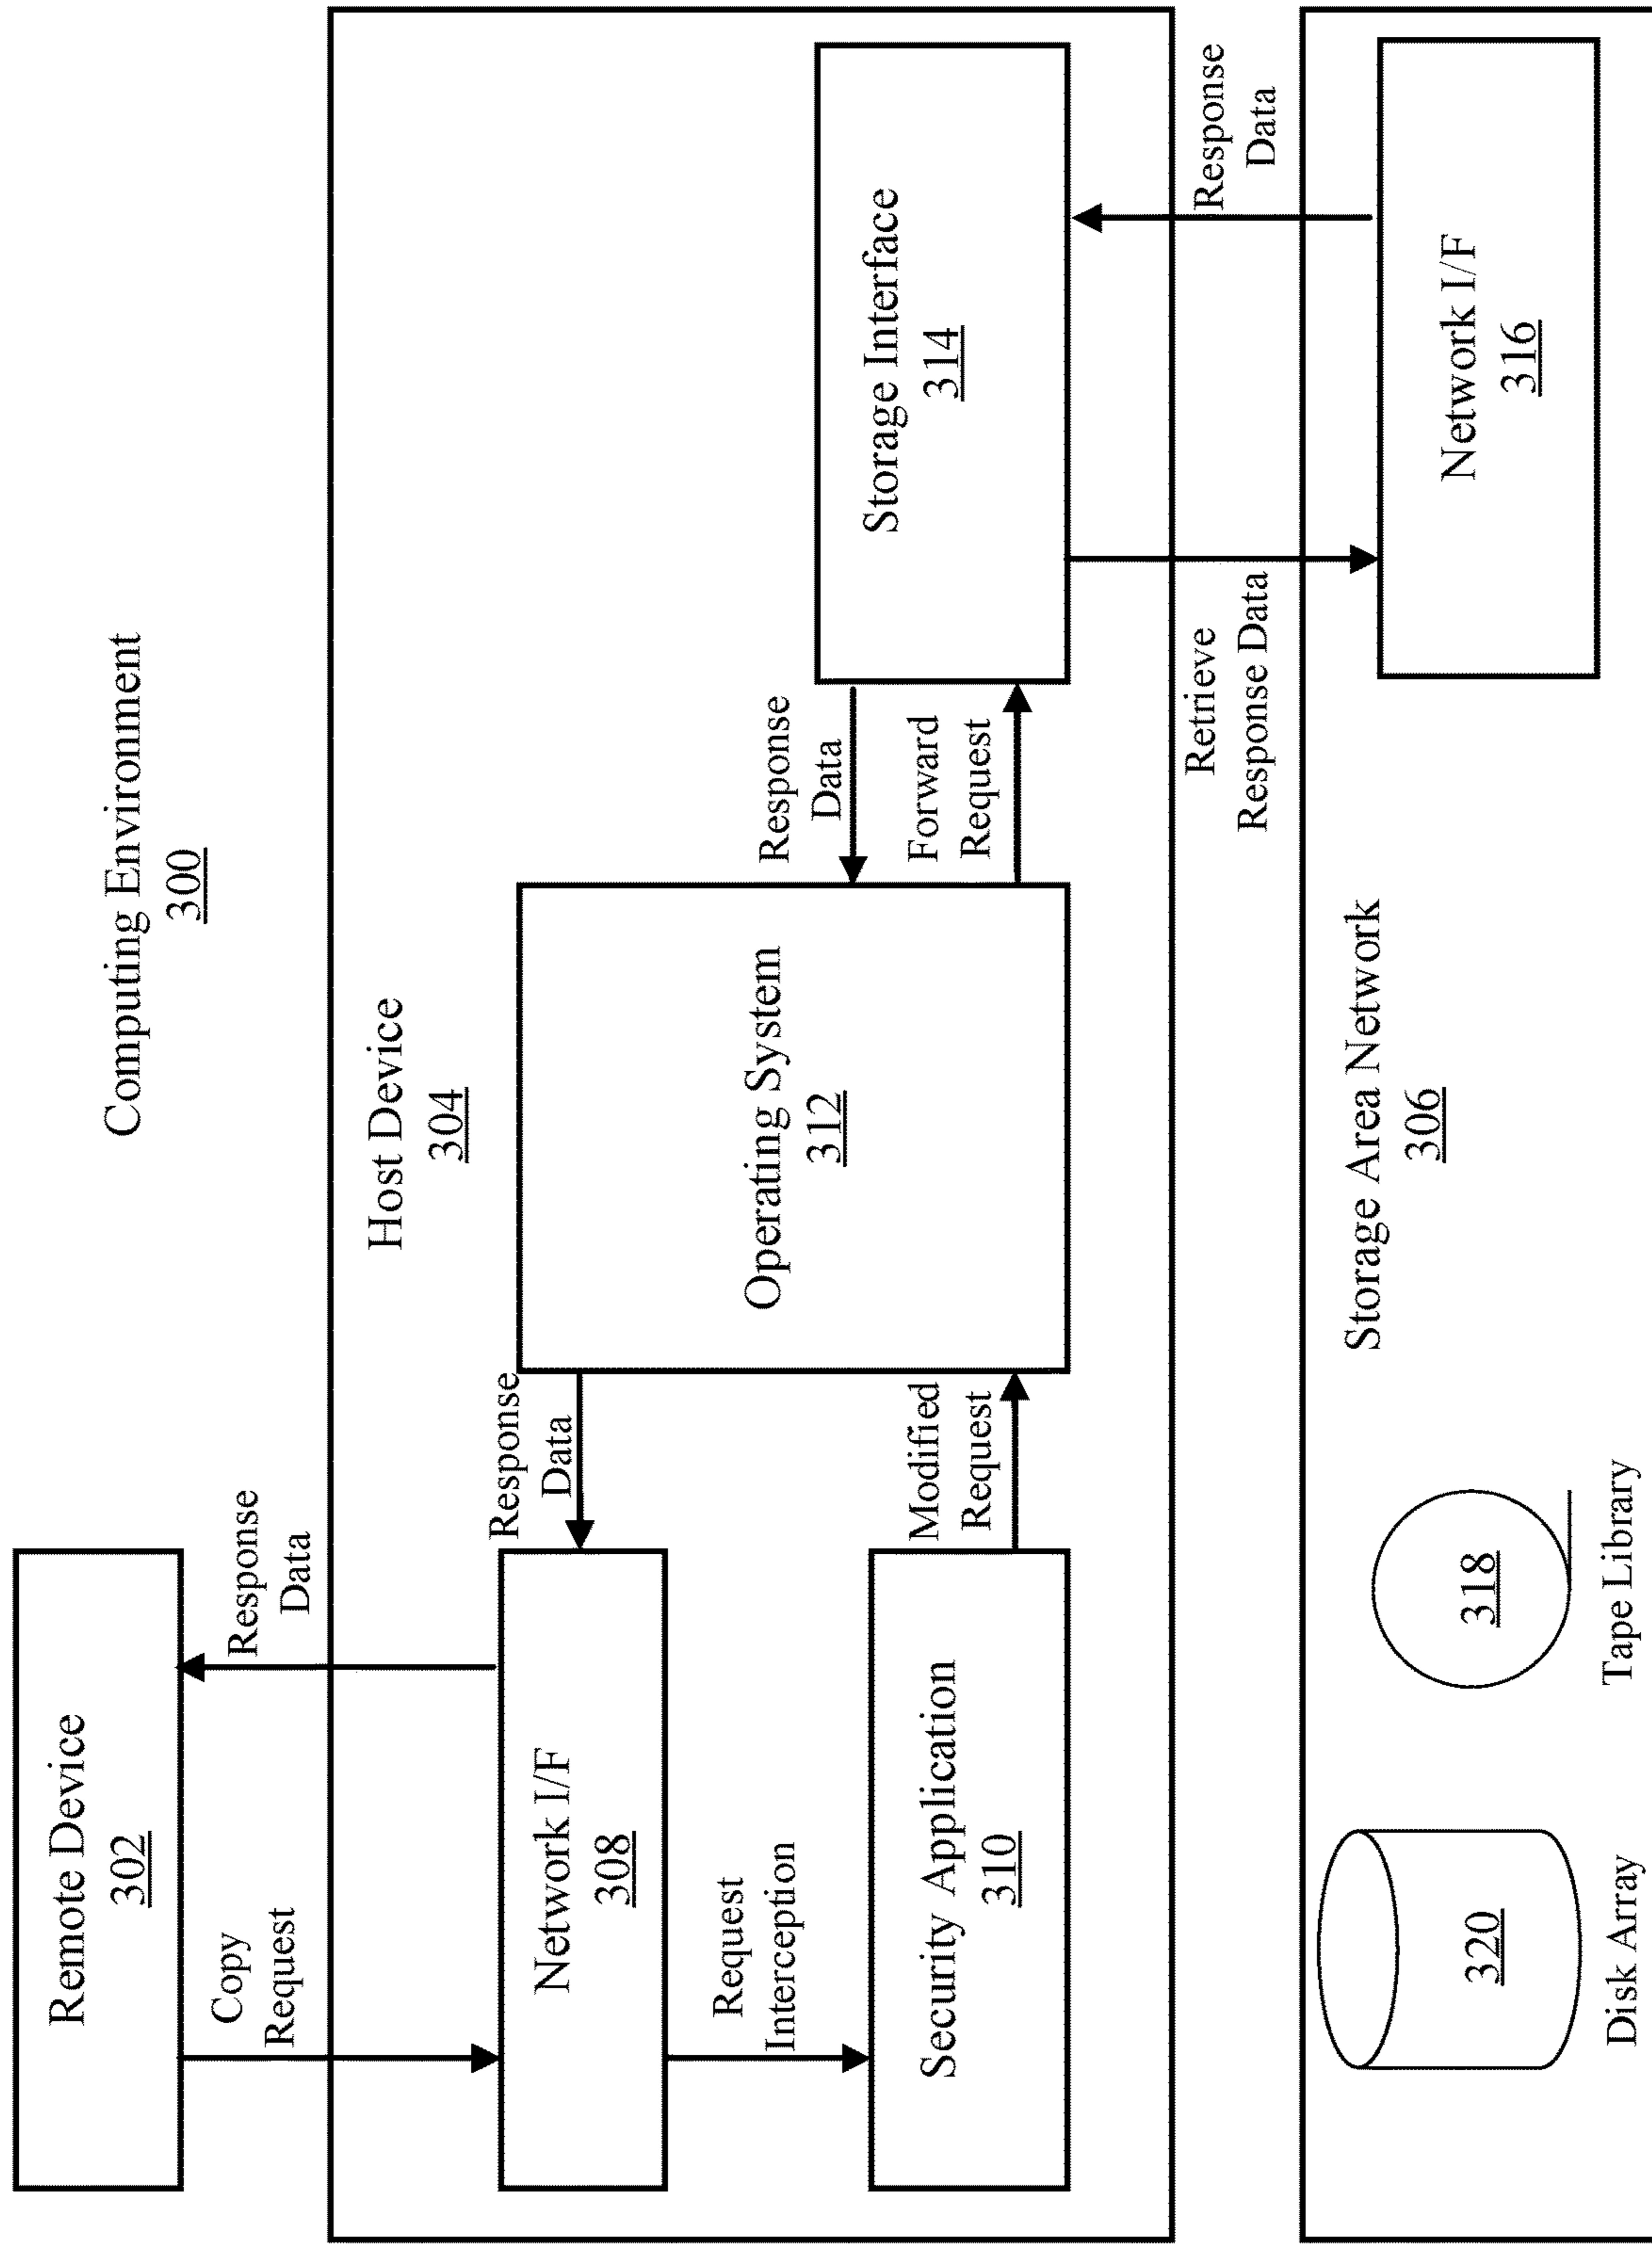 Computing Environment
300
Remote Device
302
Copy
Request
Response
Data
Host Device
304
Network I/F
308
Response
Data
Request
Interception
Operating System
312
Response
Data
Storage Interface
314
Security Application
310
Modified
Request
Forward
Request
Retrieve
Response Data
Response
Data
Storage Area Network
306
320
Disk Array
318
Tape Library
Network I/F
316